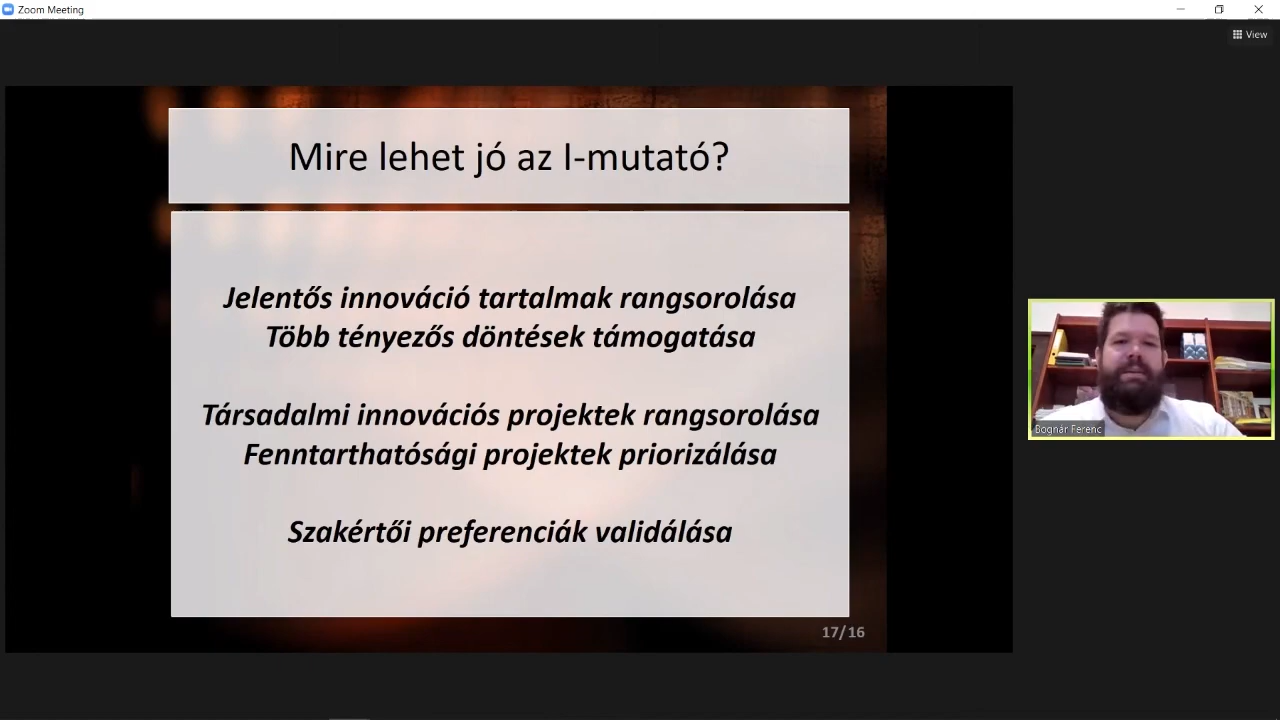 Zoom Meeting
View
Mire lehet jó az I-mutató?
Jelentős innováció tartalmak rangsorolása
Több tényezős döntések támogatása
Társadalmi innovációs projektek rangsorolása
Fenntarthatósági projektek priorizálása
Szakértői preferenciák validálása
Bognár Ferenc
17/16